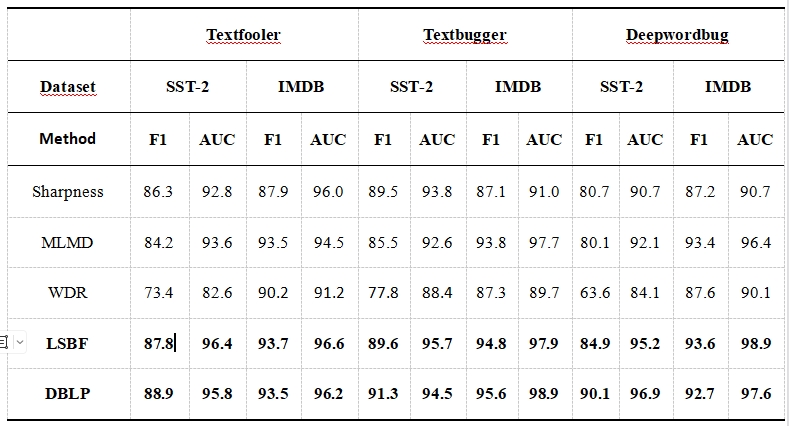 Textfooler Textbugger Deepwordbug
Dataset SST-2 IMDB SST-2 IMDB SST-2 IMDB
Method F1 AUC F1 AUC F1 AUC F1 AUC F1 AUC F1 AUC
Sharpness 86.3 92.8 87.9 96.0 89.5 93.8 87.1 91.0 80.7 90.7 87.2 90.7
MLMD 84.2 93.6 93.5 94.5 85.5 92.6 93.8 97.7 80.1 92.1 93.4 96.4
WDR 73.4 82.6 90.2 91.2 77.8 88.4 87.3 89.7 63.6 84.1 87.6 90.1
LSBF 87.8 96.4 93.7 96.6 89.6 95.7 94.8 97.9 84.9 95.2 93.6 98.9
DBLP 88.9 95.8 93.5 96.2 91.3 94.5 95.6 98.9 90.1 96.9 92.7 97.6